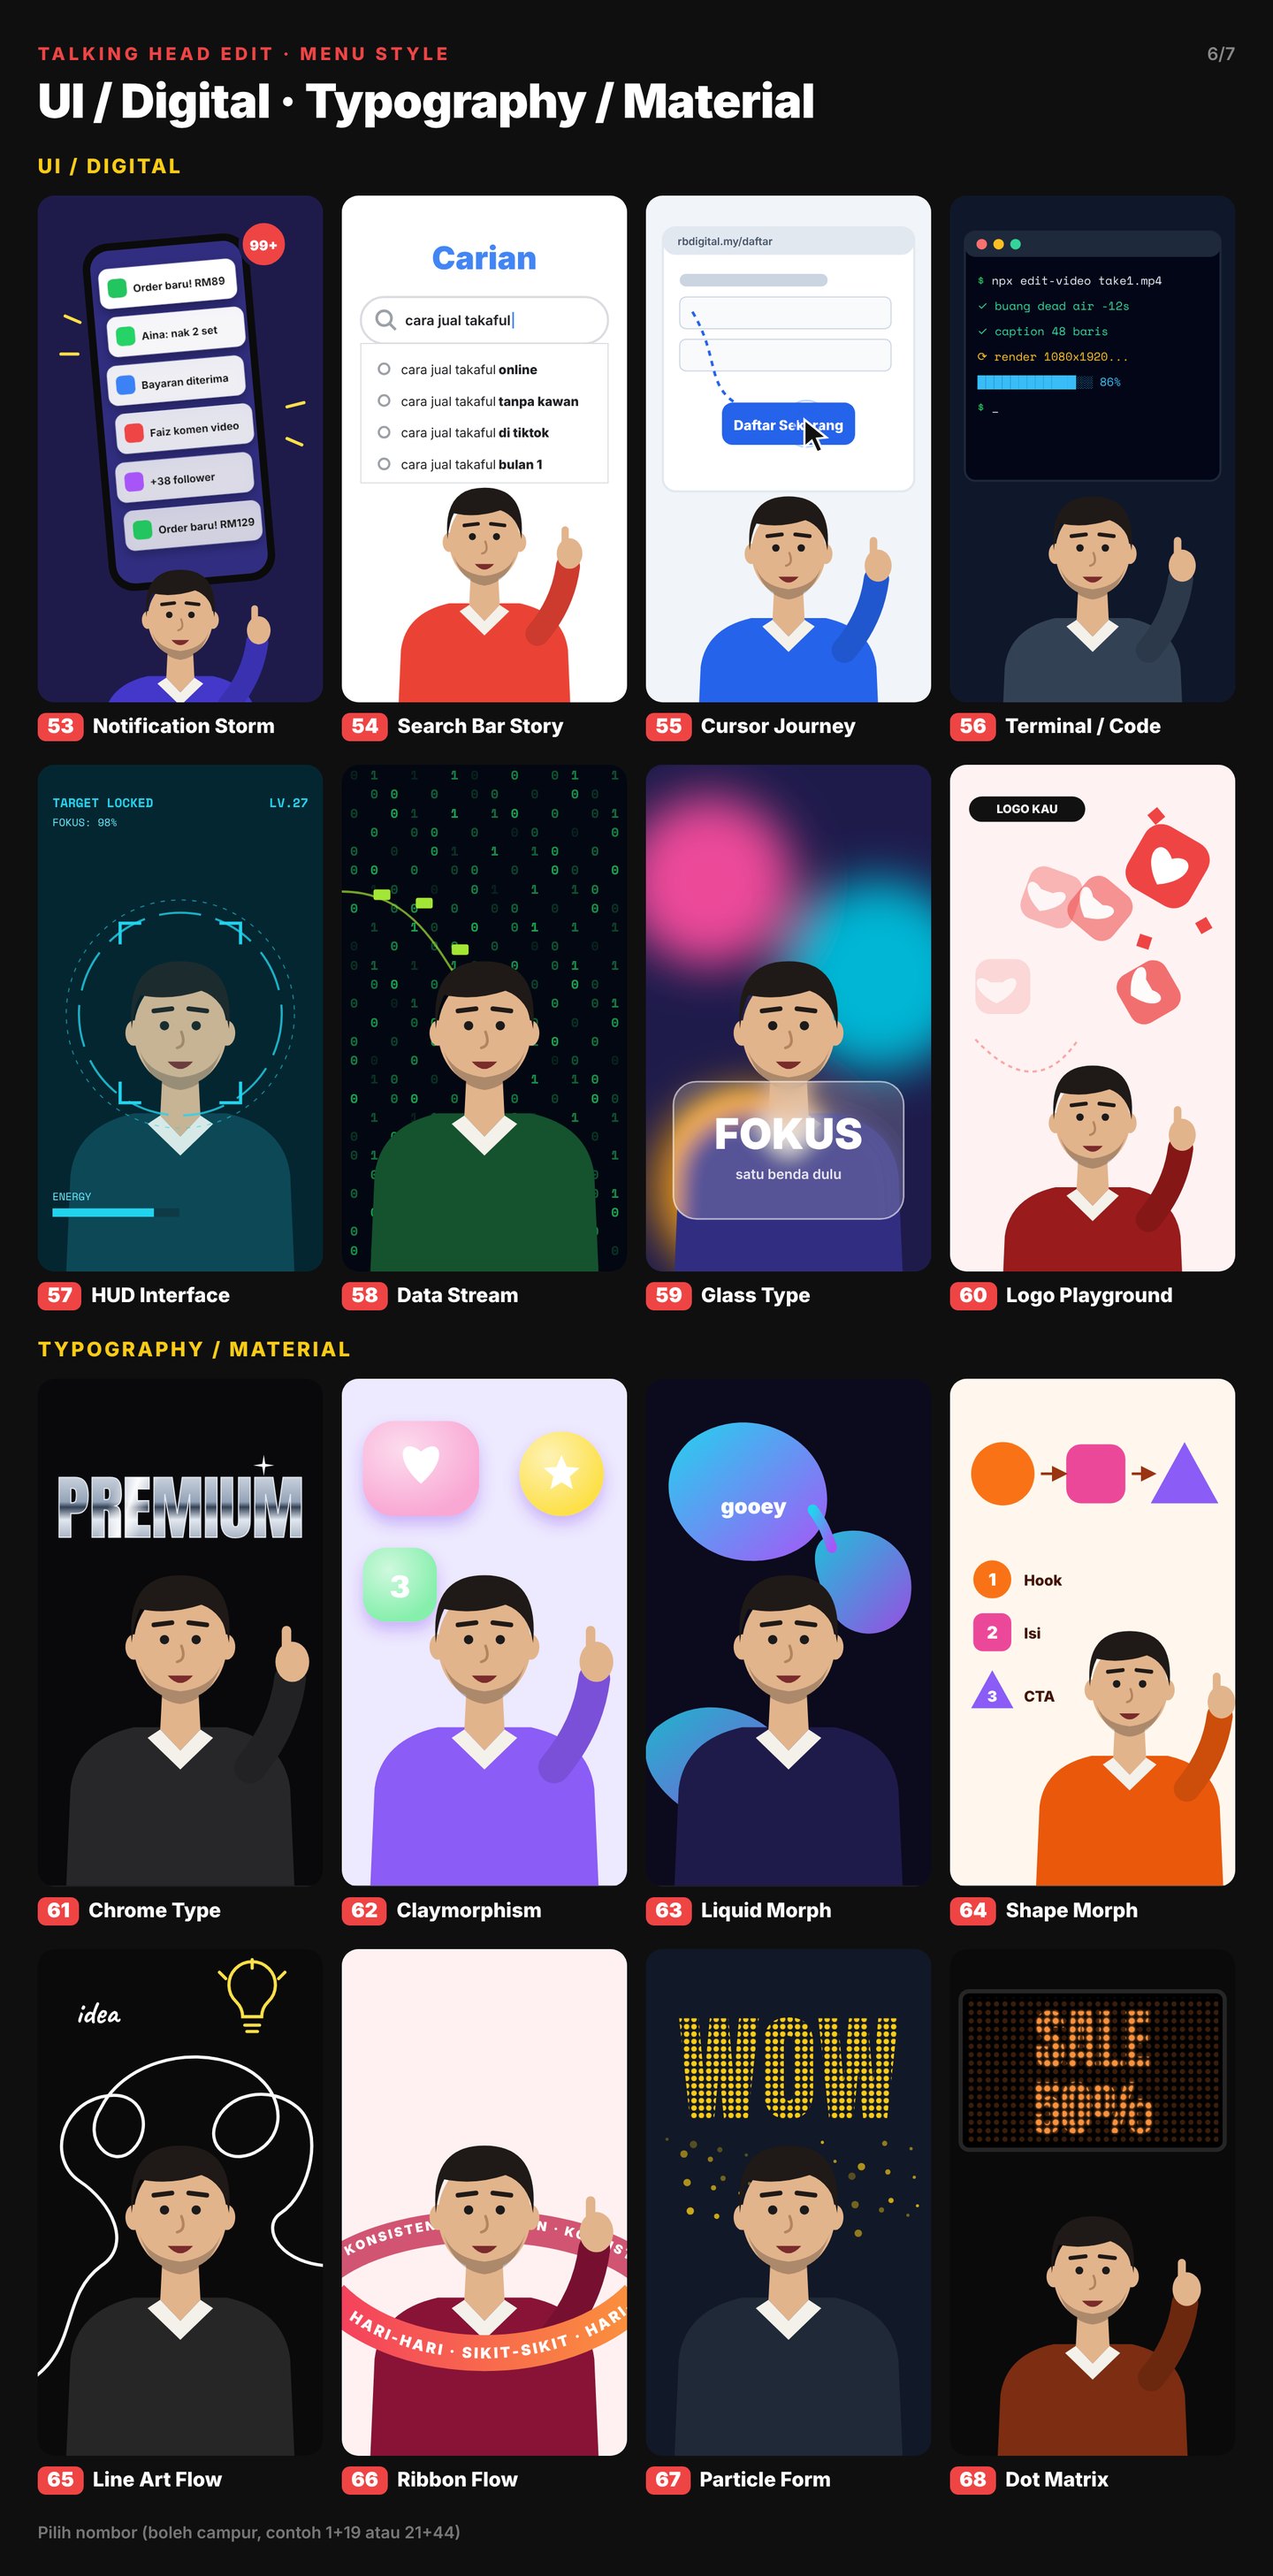 TALKING HEAD EDIT · MENU STYLE
6/7
UI / Digital · Typography / Material
UI / DIGITAL
99+
Order baru! RM89
Aina: nak 2 set
Bayaran diterima
Faiz komen video
+38 follower
Order baru! RM129
53 Notification Storm
Carian
cara jual takaful
cara jual takaful online
cara jual takaful tanpa kawan
cara jual takaful di tiktok
cara jual takaful bulan 1
54 Search Bar Story
rbdigital.my/daftar
Daftar Sekarang
55 Cursor Journey
$ npx edit-video take1.mp4
✓ buang dead air -12s
✓ caption 48 baris
⟳ render 1080x1920...
86%
$ _
56 Terminal / Code
TARGET LOCKED
LV.27
FOKUS: 98%
ENERGY
57 HUD Interface
58 Data Stream
FOKUS
satu benda dulu
59 Glass Type
LOGO KAU
60 Logo Playground
TYPOGRAPHY / MATERIAL
PREMIUM
61 Chrome Type
3
62 Claymorphism
gooey
63 Liquid Morph
1 Hook
2 Isi
3 CTA
64 Shape Morph
idea
65 Line Art Flow
HARI-HARI · SIKIT-SIKIT · HARI
66 Ribbon Flow
WOW
67 Particle Form
SALE
50%
68 Dot Matrix
Pilih nombor (boleh campur, contoh 1+19 atau 21+44)